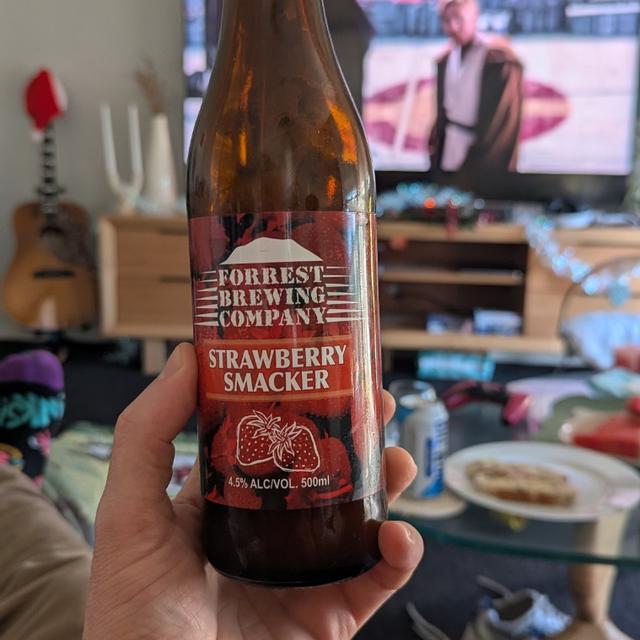 FORREST
BREWING
COMPANY
STRAWBERRY
SMACKER
4.5% ALC/VOL. 500ml